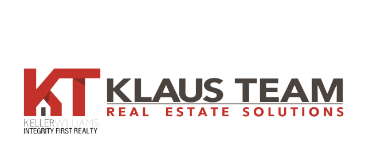 KT KLAUS TEAM
REAL ESTATE SOLUTIONS
KELLERWILLIAMS
INTEGRITY FIRST REALTY